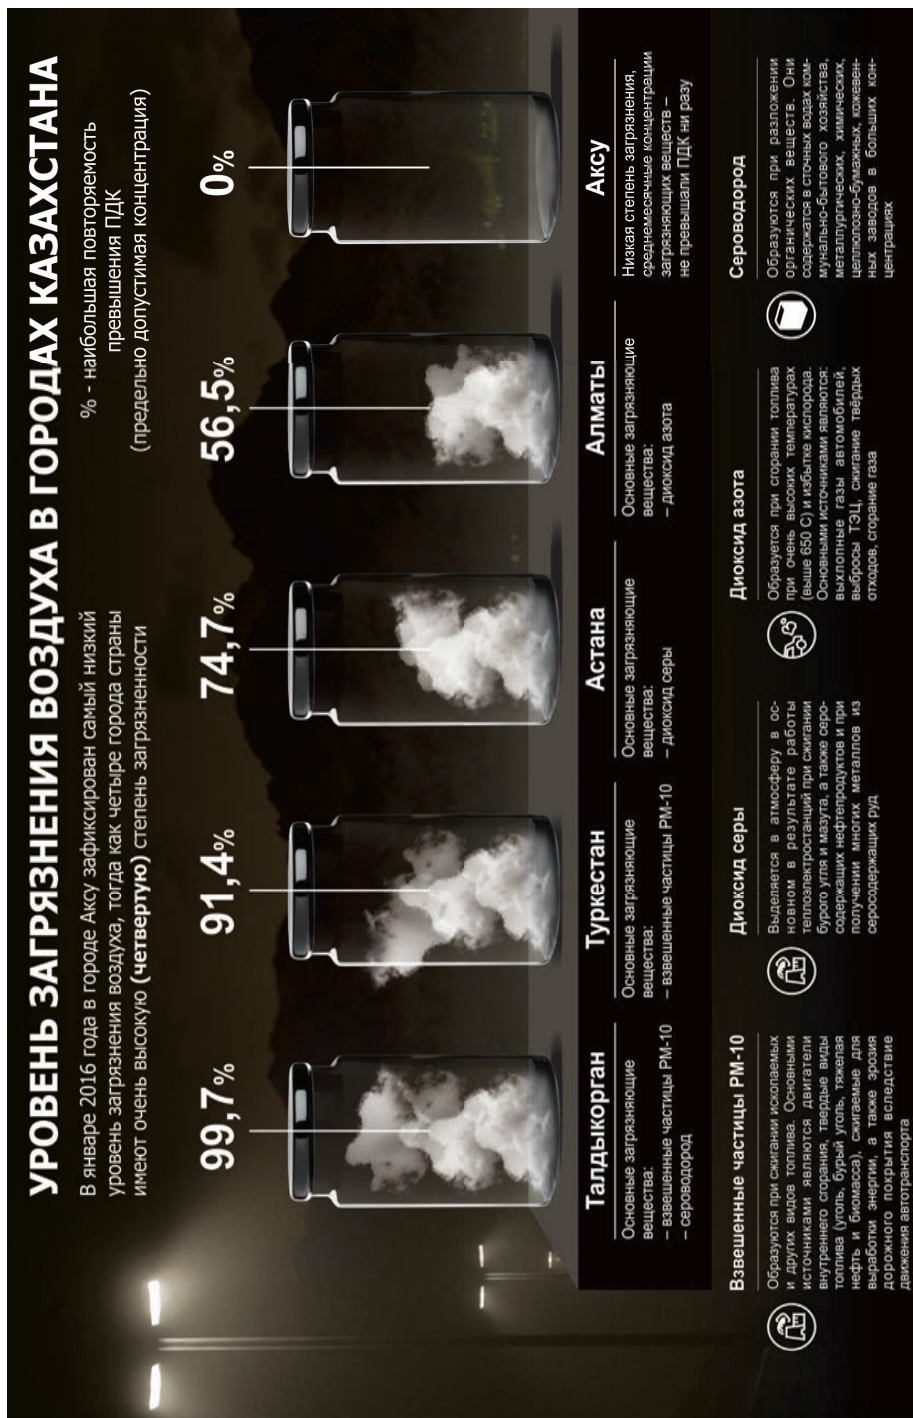 УРОВЕНЬ ЗАГРЯЗНЕНИЯ ВОЗДУХА В ГОРОДАХ КАЗАХСТАНА
В январе 2016 года в городе Аксу зафиксирован самый низкий
уровень загрязнения воздуха, тогда как четыре города страны
имеют очень высокую (четвертую) степень загрязненности
% - наибольшая повторяемость
превышения ПДК
(предельно допустимая концентрация)
99,7%
91,4%
74,7%
56,5%
0%
Талдыкорган
Основные загрязняющие
вещества:
– взвешенные частицы РМ-10
– сероводород
Туркестан
Основные загрязняющие
вещества:
– взвешенные частицы РМ-10
Астана
Основные загрязняющие
вещества:
– диоксид серы
Алматы
Основные загрязняющие
вещества:
– диоксид азота
Аксу
Низкая степень загрязнения,
среднемесячные концентрации
загрязняющих веществ –
не превышали ПДК ни разу
Взвешенные частицы РМ-10
Образуются при сжигании ископаемых
и других видов топлива. Основными
источниками являются двигатели
внутреннего сгорания, твердые виды
топлива (уголь, бурый уголь, тяжелая
нефть и биомасса), сжигаемые для
выработки энергии, а также эрозия
дорожного покрытия вследствие
движения автотранспорта
Диоксид серы
Выделяется в атмосферу в ос-
новном в результате работы
теплоэлектростанций при сжигании
бурого угля и мазута, а также серо-
содержащих нефтепродуктов и при
получении многих металлов из
серосодержащих руд
Диоксид азота
Образуется при сгорании топлива
при очень высоких температурах
(выше 650 С) и избытке кислорода.
Основными источниками являются:
выхлопные газы автомобилей,
выбросы ТЭЦ, сжигание твёрдых
отходов, сгорание газа
Сероводород
Образуются при разложении
органических веществ. Они
содержатся в сточных водах ком-
мунально-бытового хозяйства,
металлургических, химических,
целлюлозно-бумажных, кожевен-
ных заводов в больших кон-
центрациях